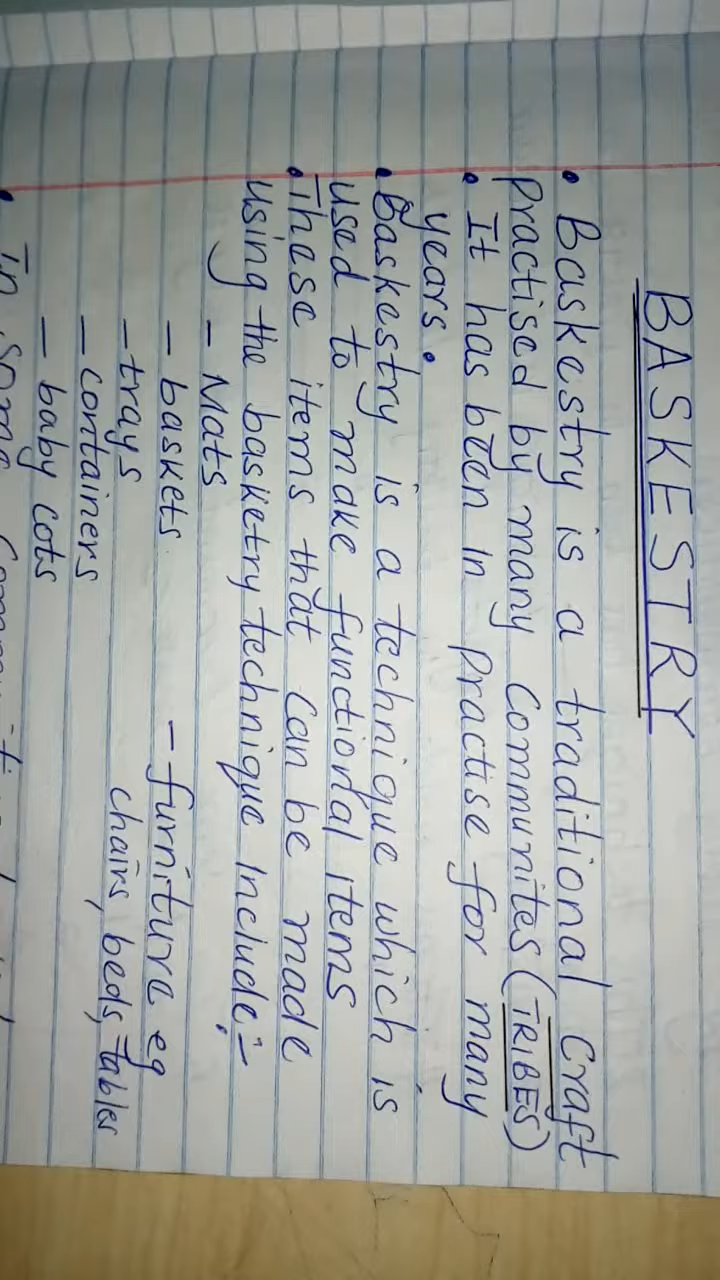 BASKESTRY
• Baskestry is a traditional craft
practised by many communites (TRIBES)
• It has been in practise for many
years.
• Baskestry is a technique which is
used to make functional items
• These items that can be made
using the basketry technique include:-
- Mats
- baskets - furniture eg
- trays chairs, beds, tables
- containers
- baby cots
• In some